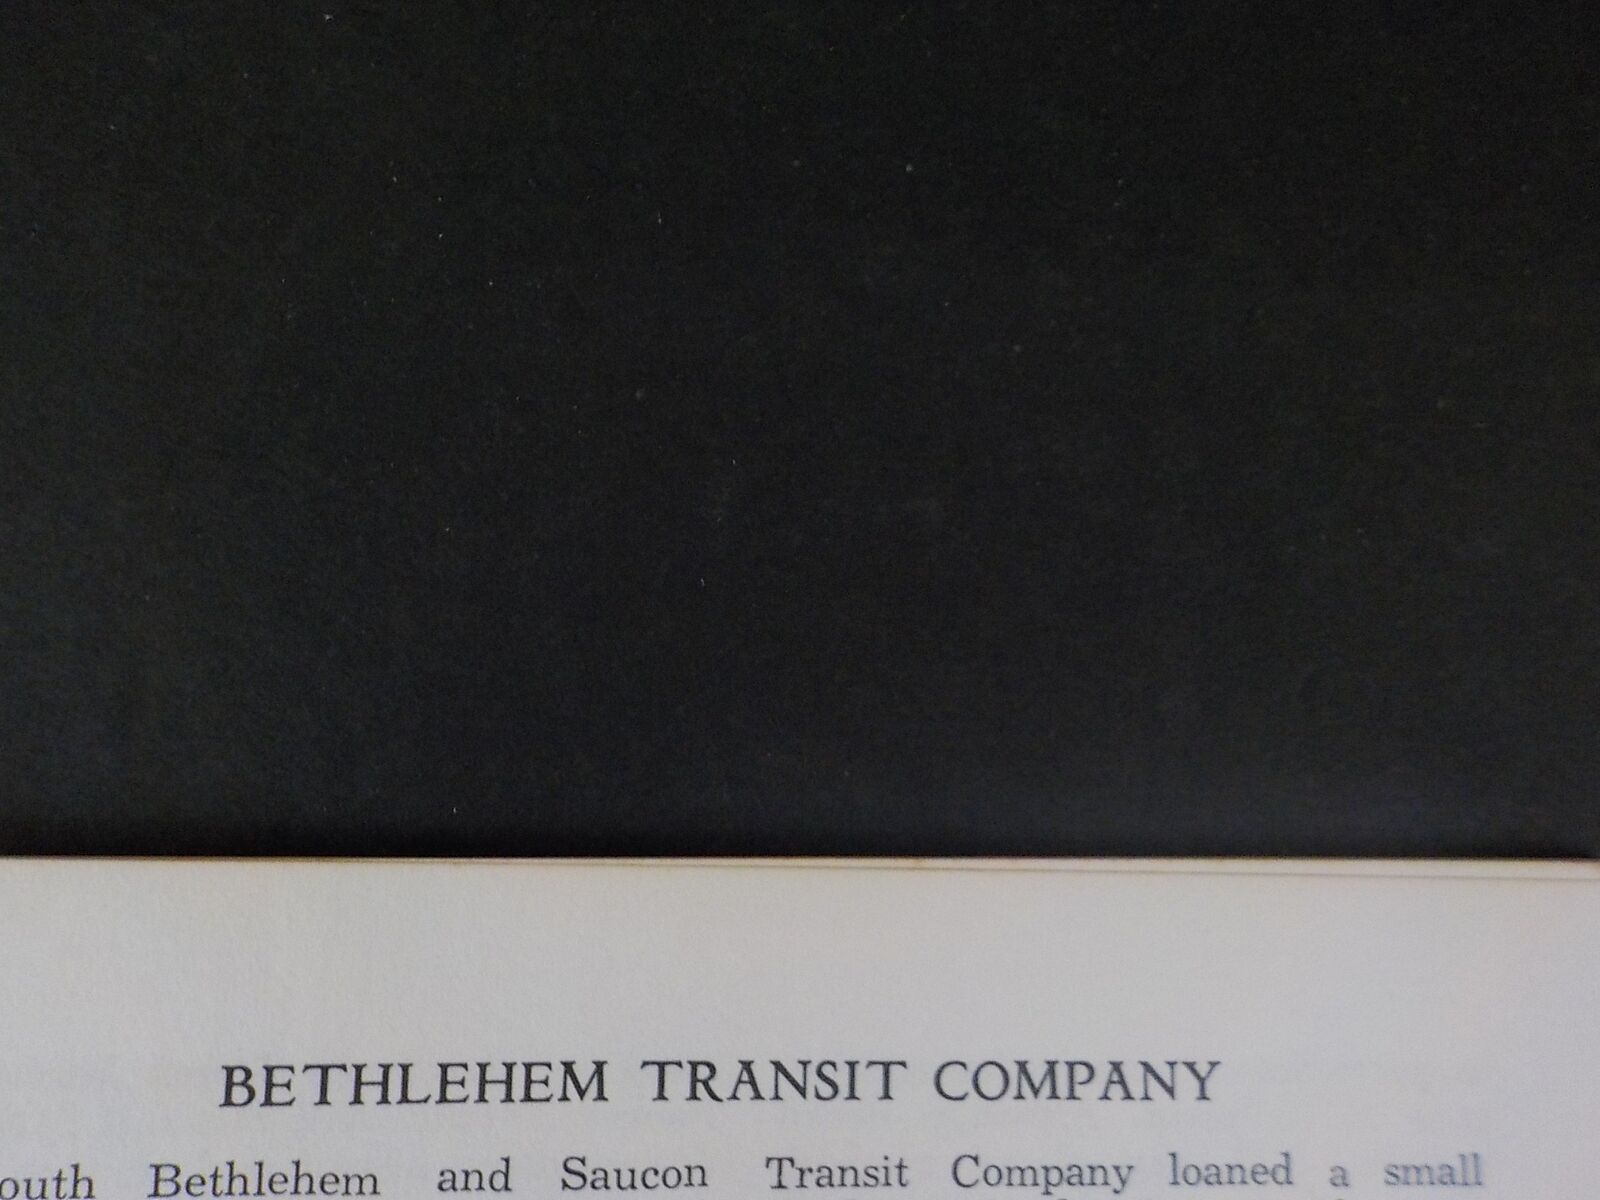 BETHLEHEM TRANSIT COMPANY
outh Bethlehem and Saucon Transit Company loaned a small